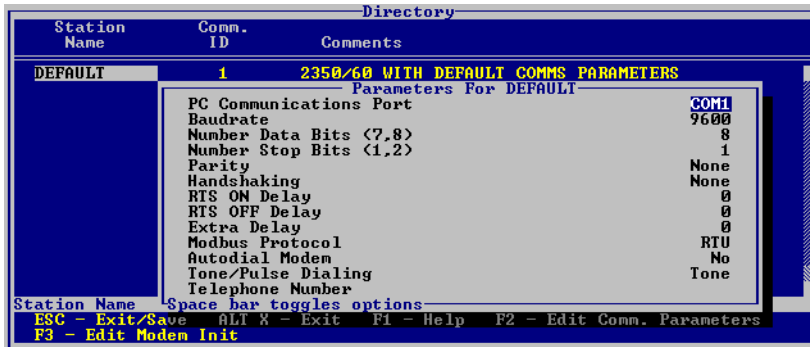 Directory
Station Comm.
Name ID Comments
DEFAULT 1 2350/60 WITH DEFAULT COMMS PARAMETERS
Parameters For DEFAULT
PC Communications Port COM1
Baudrate 9600
Number Data Bits (7,8) 8
Number Stop Bits (1,2) 1
Parity None
Handshaking None
RTS ON Delay 0
RTS OFF Delay 0
Extra Delay 0
Modbus Protocol RTU
Autodial Modem No
Tone/Pulse Dialing Tone
Telephone Number
Station Name Space bar toggles options
ESC - Exit/Save ALT X - Exit F1 - Help F2 - Edit Comm. Parameters
F3 - Edit Modem Init